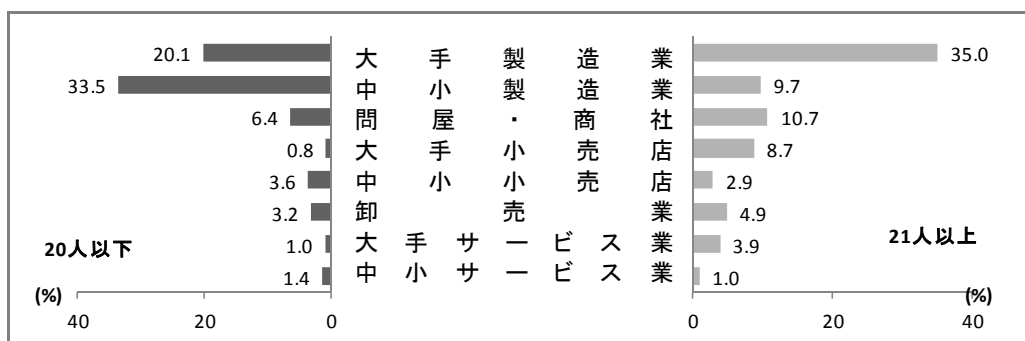 20.1 大手製造業 35.0
33.5 中小製造業 9.7
6.4 問屋・商社 10.7
0.8 大手小売店 8.7
3.6 中小小売店 2.9
3.2 卸売業 4.9
20人以下 1.0 大手サービス業 3.9 21人以上
1.4 中小サービス業 1.0
(%) (%)
40 20 0 0 20 40